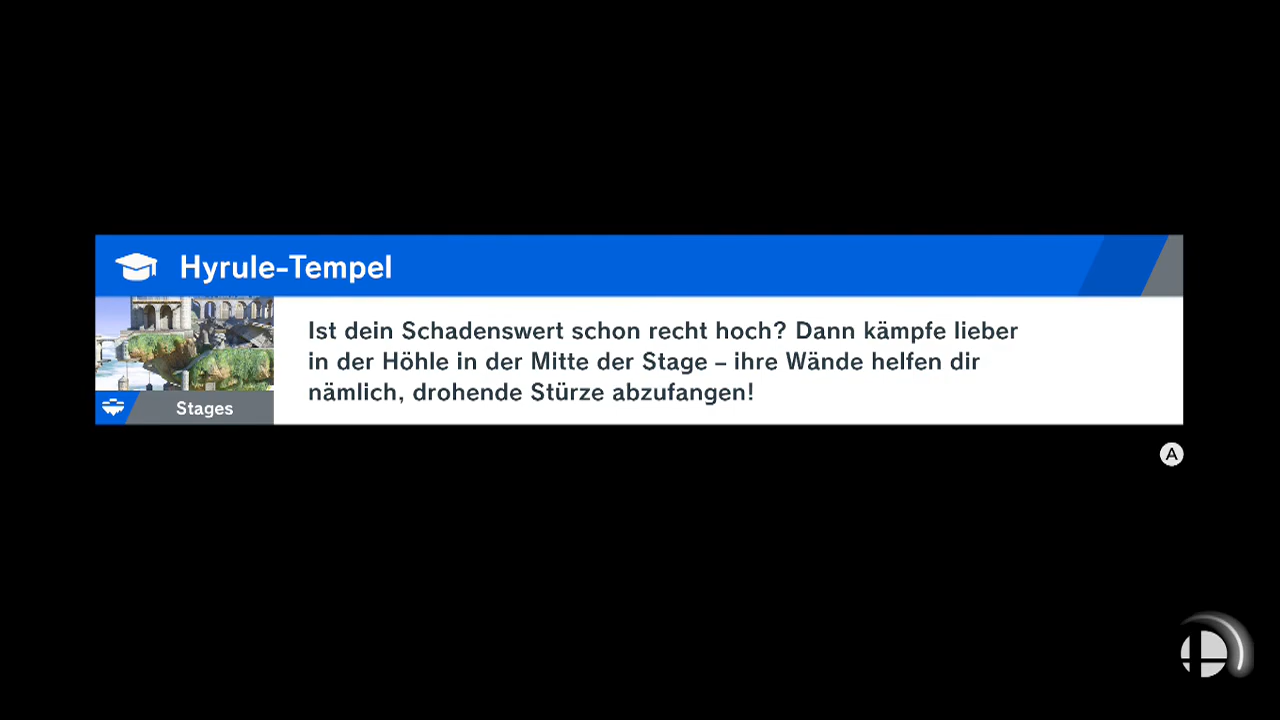 Hyrule-Tempel
Ist dein Schadenswert schon recht hoch? Dann kämpfe lieber
in der Höhle in der Mitte der Stage – ihre Wände helfen dir
nämlich, drohende Stürze abzufangen!
Stages
A